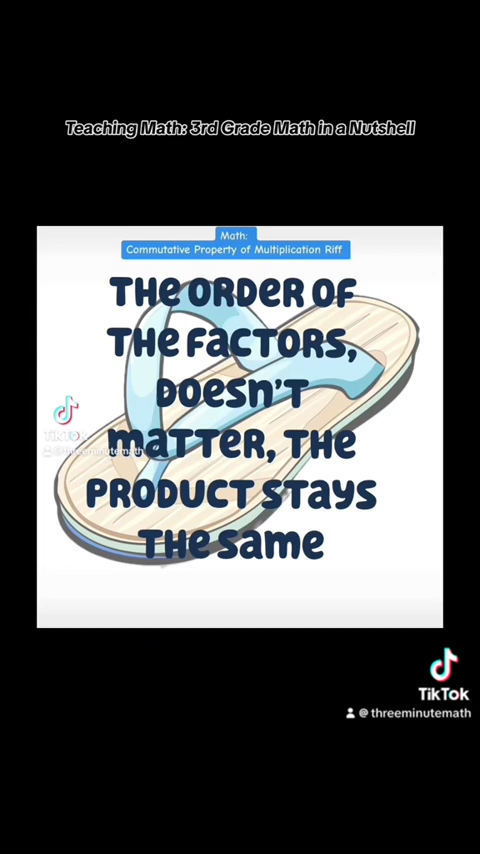 Teaching Math: 3rd Grade Math in a Nutshell
Math:
Commutative Property of Multiplication Riff
THE ORDER OF
THE FACTORS,
DOESN'T
MATTER, THE
PRODUCT STAYS
THE SAME
TikTok
@threeminutemath
TikTok
@threeminutemath